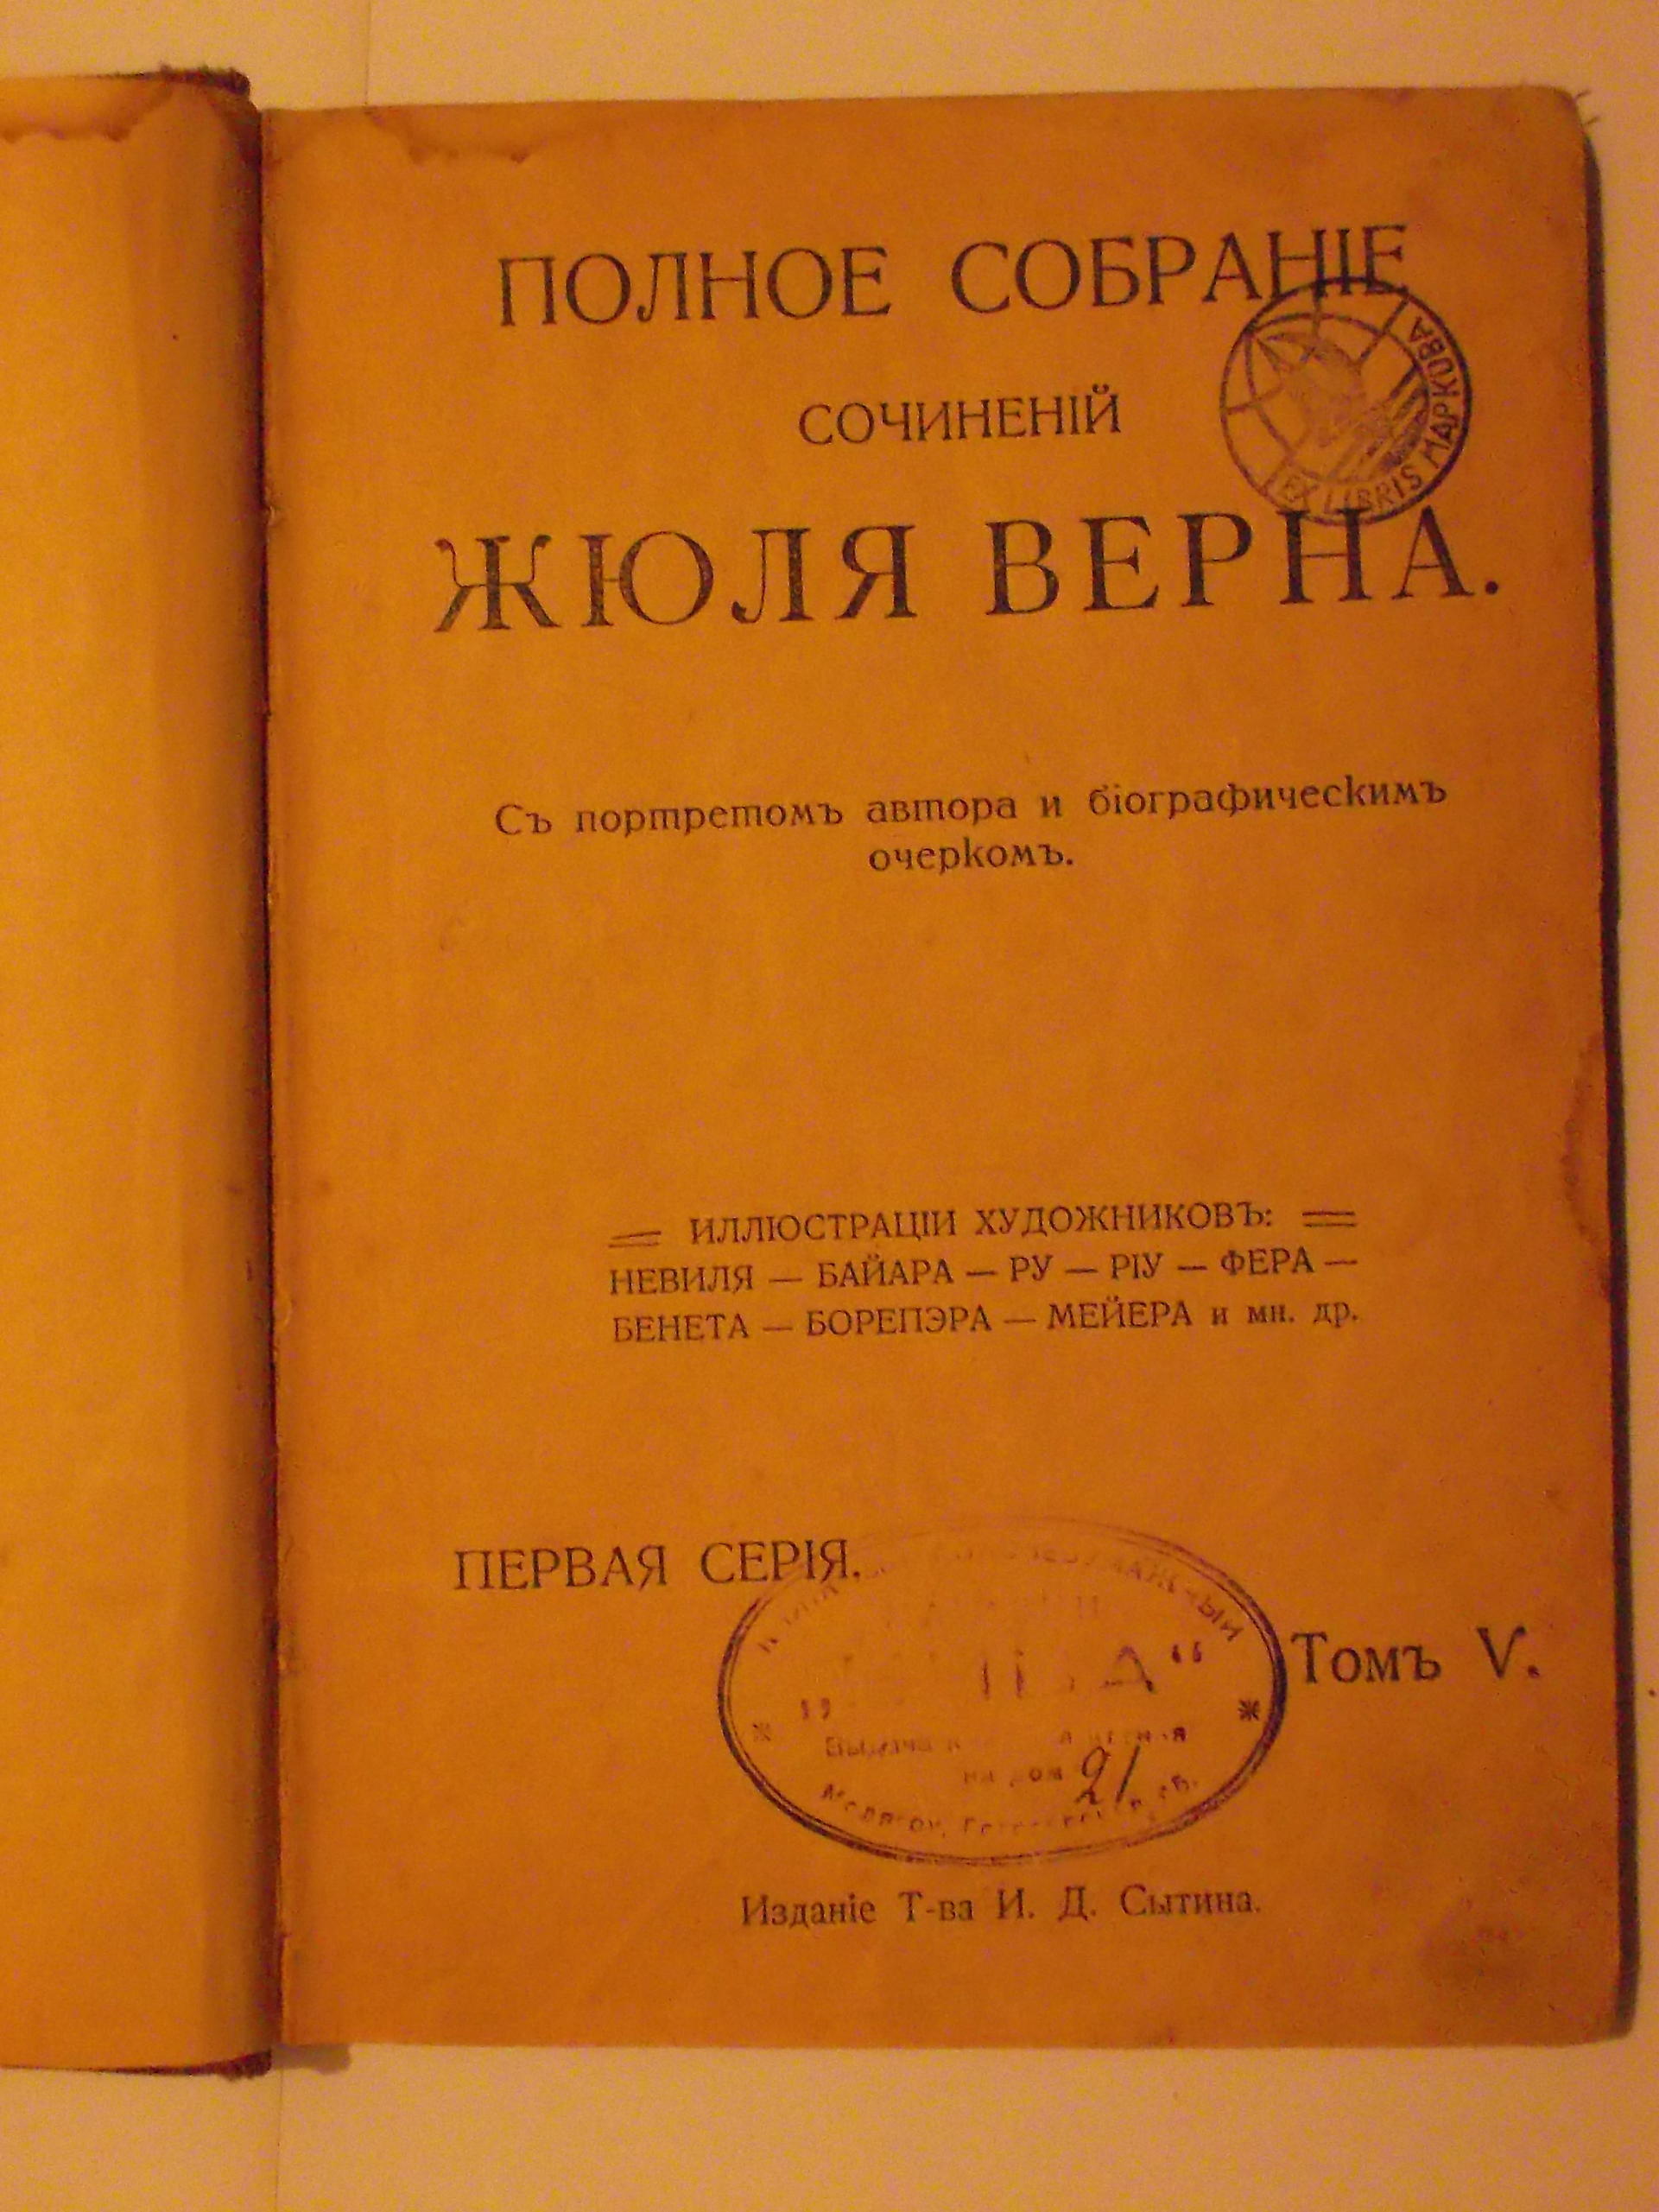 ПОЛНОЕ СОБРАНІЕ
СОЧИНЕНІЙ
EX LIBRIS МАРКОВА
ЖЮЛЯ ВЕРНА.
Съ портретомъ автора и біографическимъ
очеркомъ.
ИЛЛЮСТРАЦІИ ХУДОЖНИКОВЪ:
НЕВИЛЯ — БАЙАРА — РУ — РІУ — ФЕРА —
БЕНЕТА — БОРЕПЭРА — МЕЙЕРА и мн. др.
ПЕРВАЯ СЕРІЯ.
Томъ V.
21
Изданіе Т-ва И. Д. Сытина.